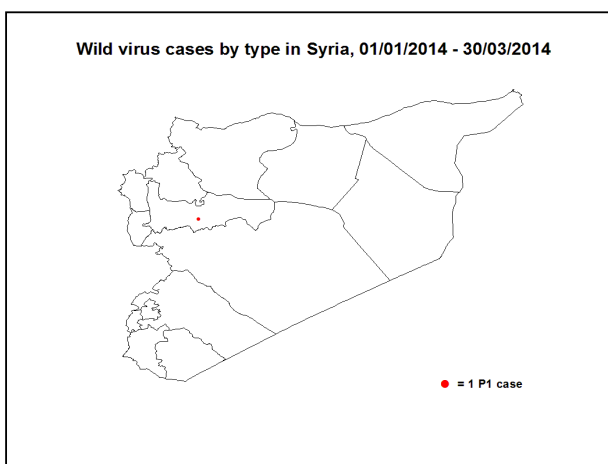 Wild virus cases by type in Syria, 01/01/2014 - 30/03/2014
= 1 P1 case